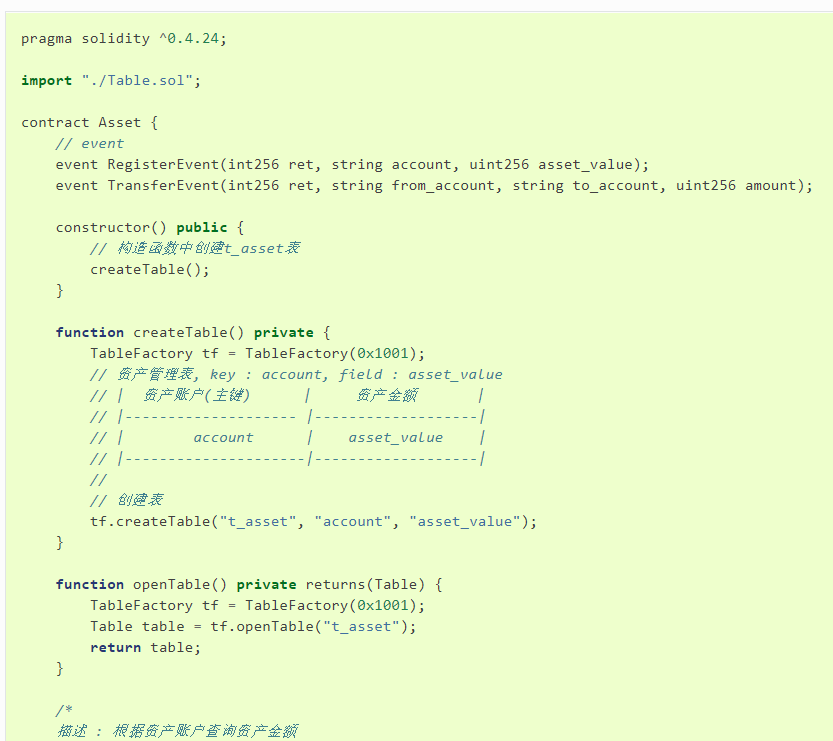 pragma solidity ^0.4.24;
import "./Table.sol";
contract Asset {
// event
event RegisterEvent(int256 ret, string account, uint256 asset_value);
event TransferEvent(int256 ret, string from_account, string to_account, uint256 amount);
constructor() public {
// 构造函数中创建t_asset表
createTable();
}
function createTable() private {
TableFactory tf = TableFactory(0x1001);
// 资产管理表, key : account, field : asset_value
// |  资产账户(主键)      |     资产金额       |
// |-------------------- |-------------------|
// |        account      |    asset_value    |
// |---------------------|-------------------|
//
// 创建表
tf.createTable("t_asset", "account", "asset_value");
}
function openTable() private returns(Table) {
TableFactory tf = TableFactory(0x1001);
Table table = tf.openTable("t_asset");
return table;
}
/*
描述 : 根据资产账户查询资产金额